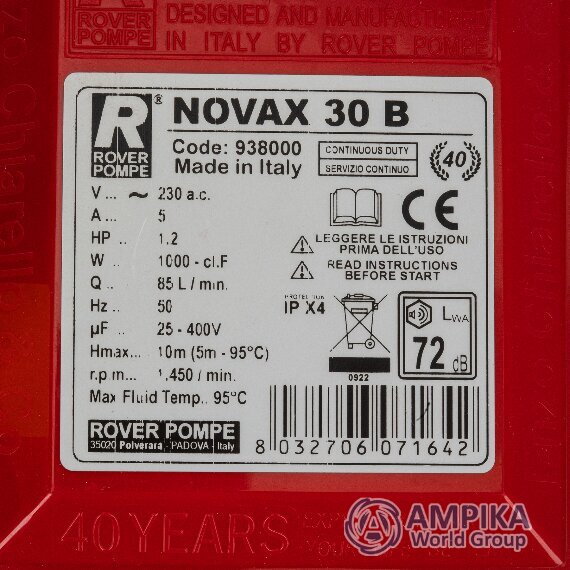 ROVER
POMPE
DESIGNED AND MANUFACTURED
IN ITALY BY ROVER POMPE
R®
ROVER
POMPE
NOVAX 30 B
Code: 938000
Made in Italy
CONTINUOUS DUTY
SERVIZIO CONTINUO
40
V ... ~ 230 a.c.
A ... 5
HP .. 1.2
W ... 1000 - cl.F
Q .. 85 L / min.
Hz .. 50
µF .. 25 - 400V
Hmax... 10m (5m - 95°C)
r.p.m... 1.450 / min.
Max Fluid Temp.. 95°C
CE
LEGGERE LE ISTRUZIONI
PRIMA DELL'USO
READ INSTRUCTIONS
BEFORE START
PROTECTION
IP X4
0922
LWA
72 dB
ROVER POMPE
35020 Polverara - PADOVA - Italy
8 032706 071642
40 YEARS
AMPIKA
World Group